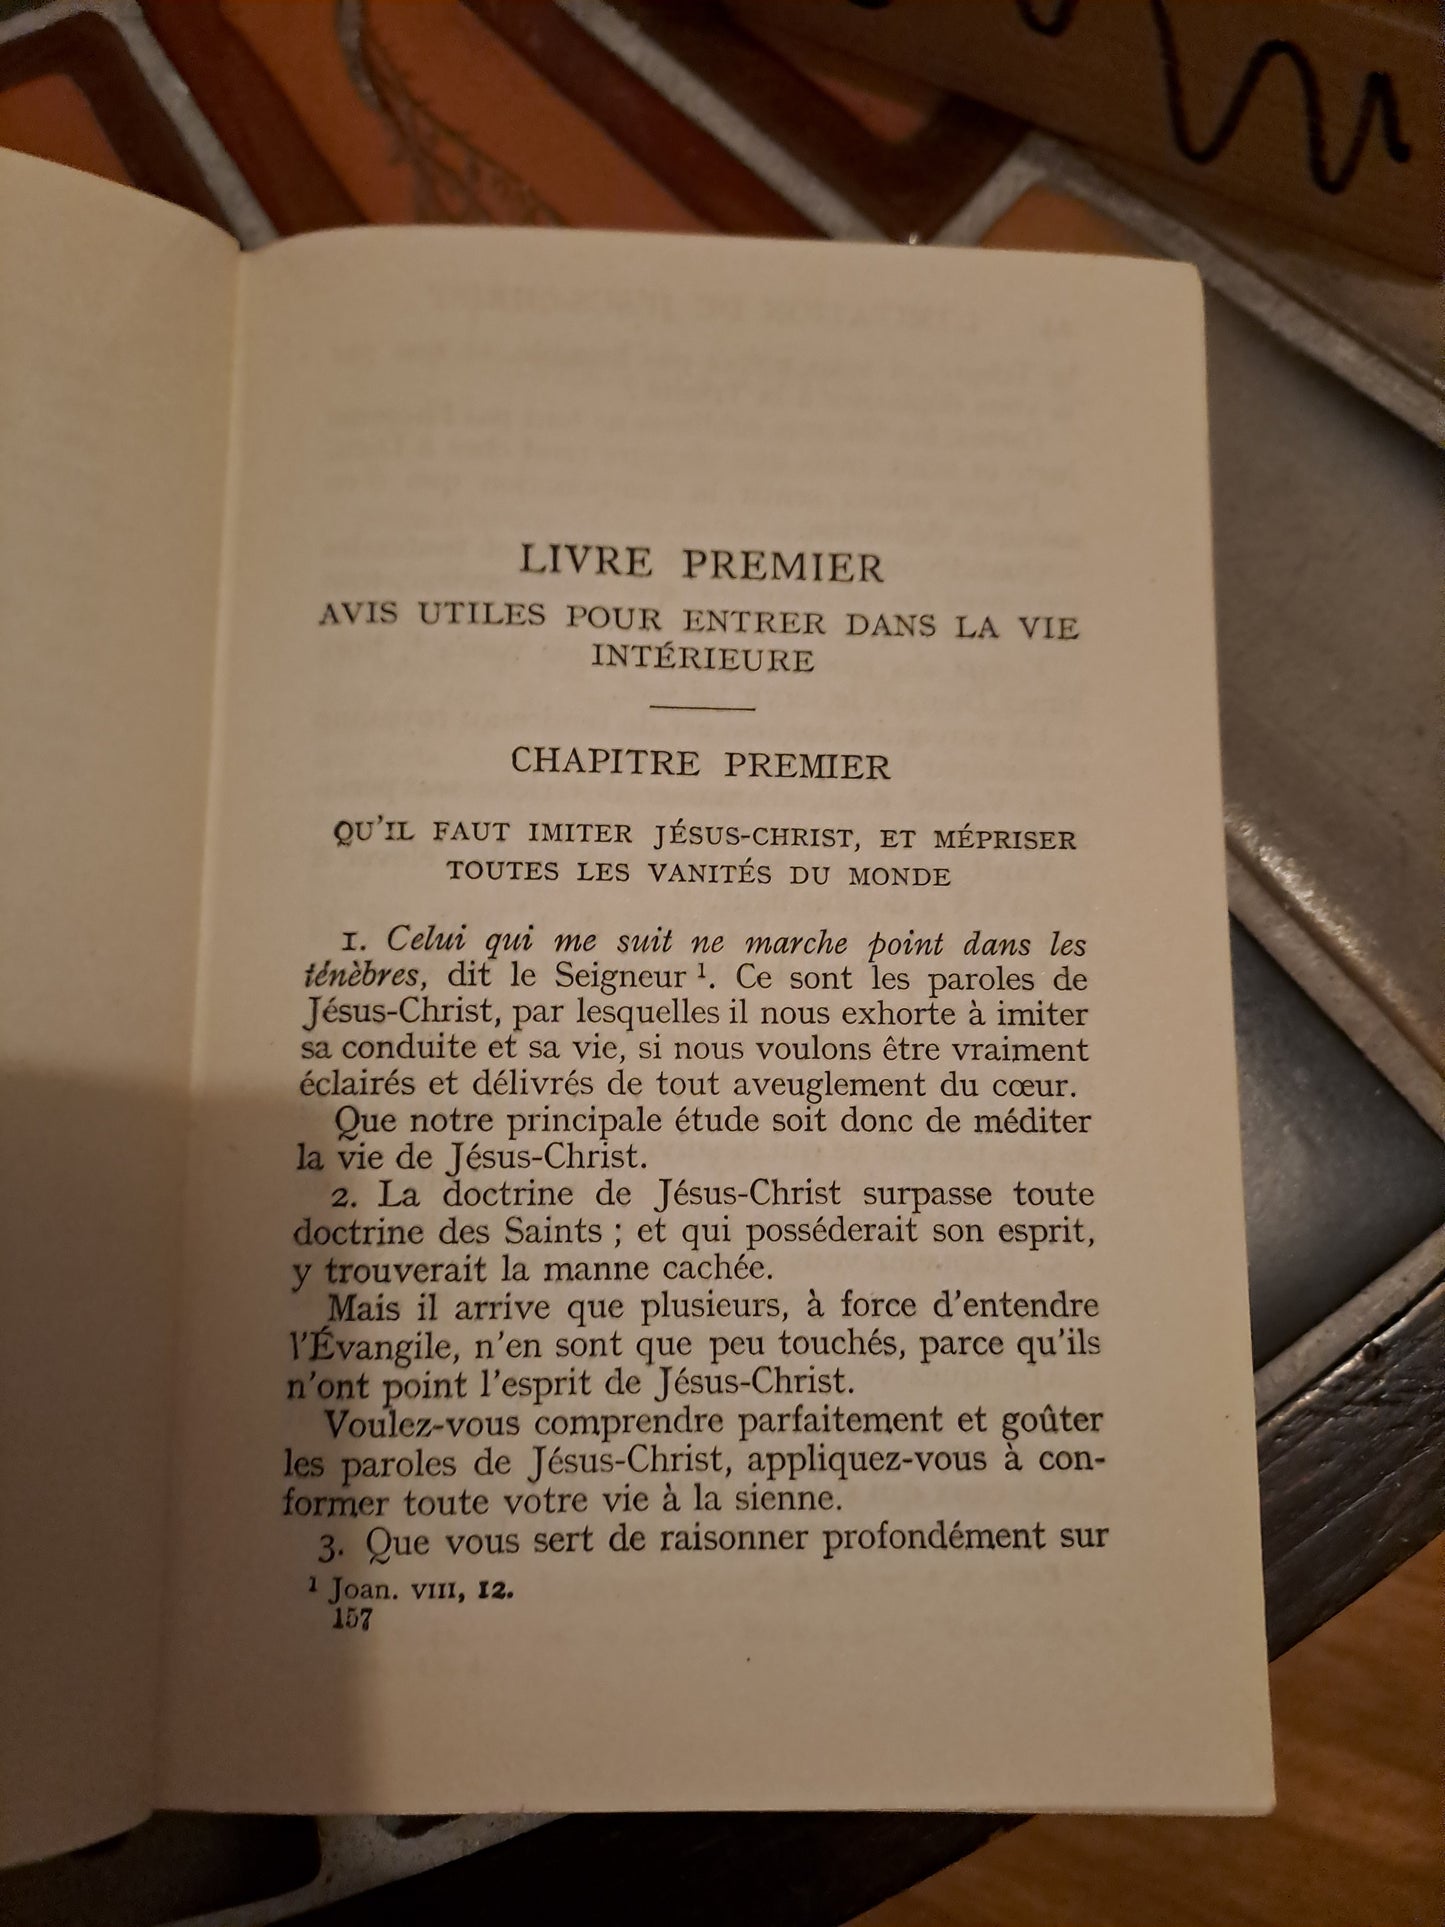 LIVRE PREMIER
AVIS UTILES POUR ENTRER DANS LA VIE
INTÉRIEURE
CHAPITRE PREMIER
QU'IL FAUT IMITER JÉSUS-CHRIST, ET MÉPRISER
TOUTES LES VANITÉS DU MONDE
1. Celui qui me suit ne marche point dans les
ténèbres, dit le Seigneur ¹. Ce sont les paroles de
Jésus-Christ, par lesquelles il nous exhorte à imiter
sa conduite et sa vie, si nous voulons être vraiment
éclairés et délivrés de tout aveuglement du cœur.
Que notre principale étude soit donc de méditer
la vie de Jésus-Christ.
2. La doctrine de Jésus-Christ surpasse toute
doctrine des Saints ; et qui posséderait son esprit,
y trouverait la manne cachée.
Mais il arrive que plusieurs, à force d'entendre
l'Évangile, n'en sont que peu touchés, parce qu'ils
n'ont point l'esprit de Jésus-Christ.
Voulez-vous comprendre parfaitement et goûter
les paroles de Jésus-Christ, appliquez-vous à con-
former toute votre vie à la sienne.
3. Que vous sert de raisonner profondément sur
¹ Joan. VIII, 12.
157